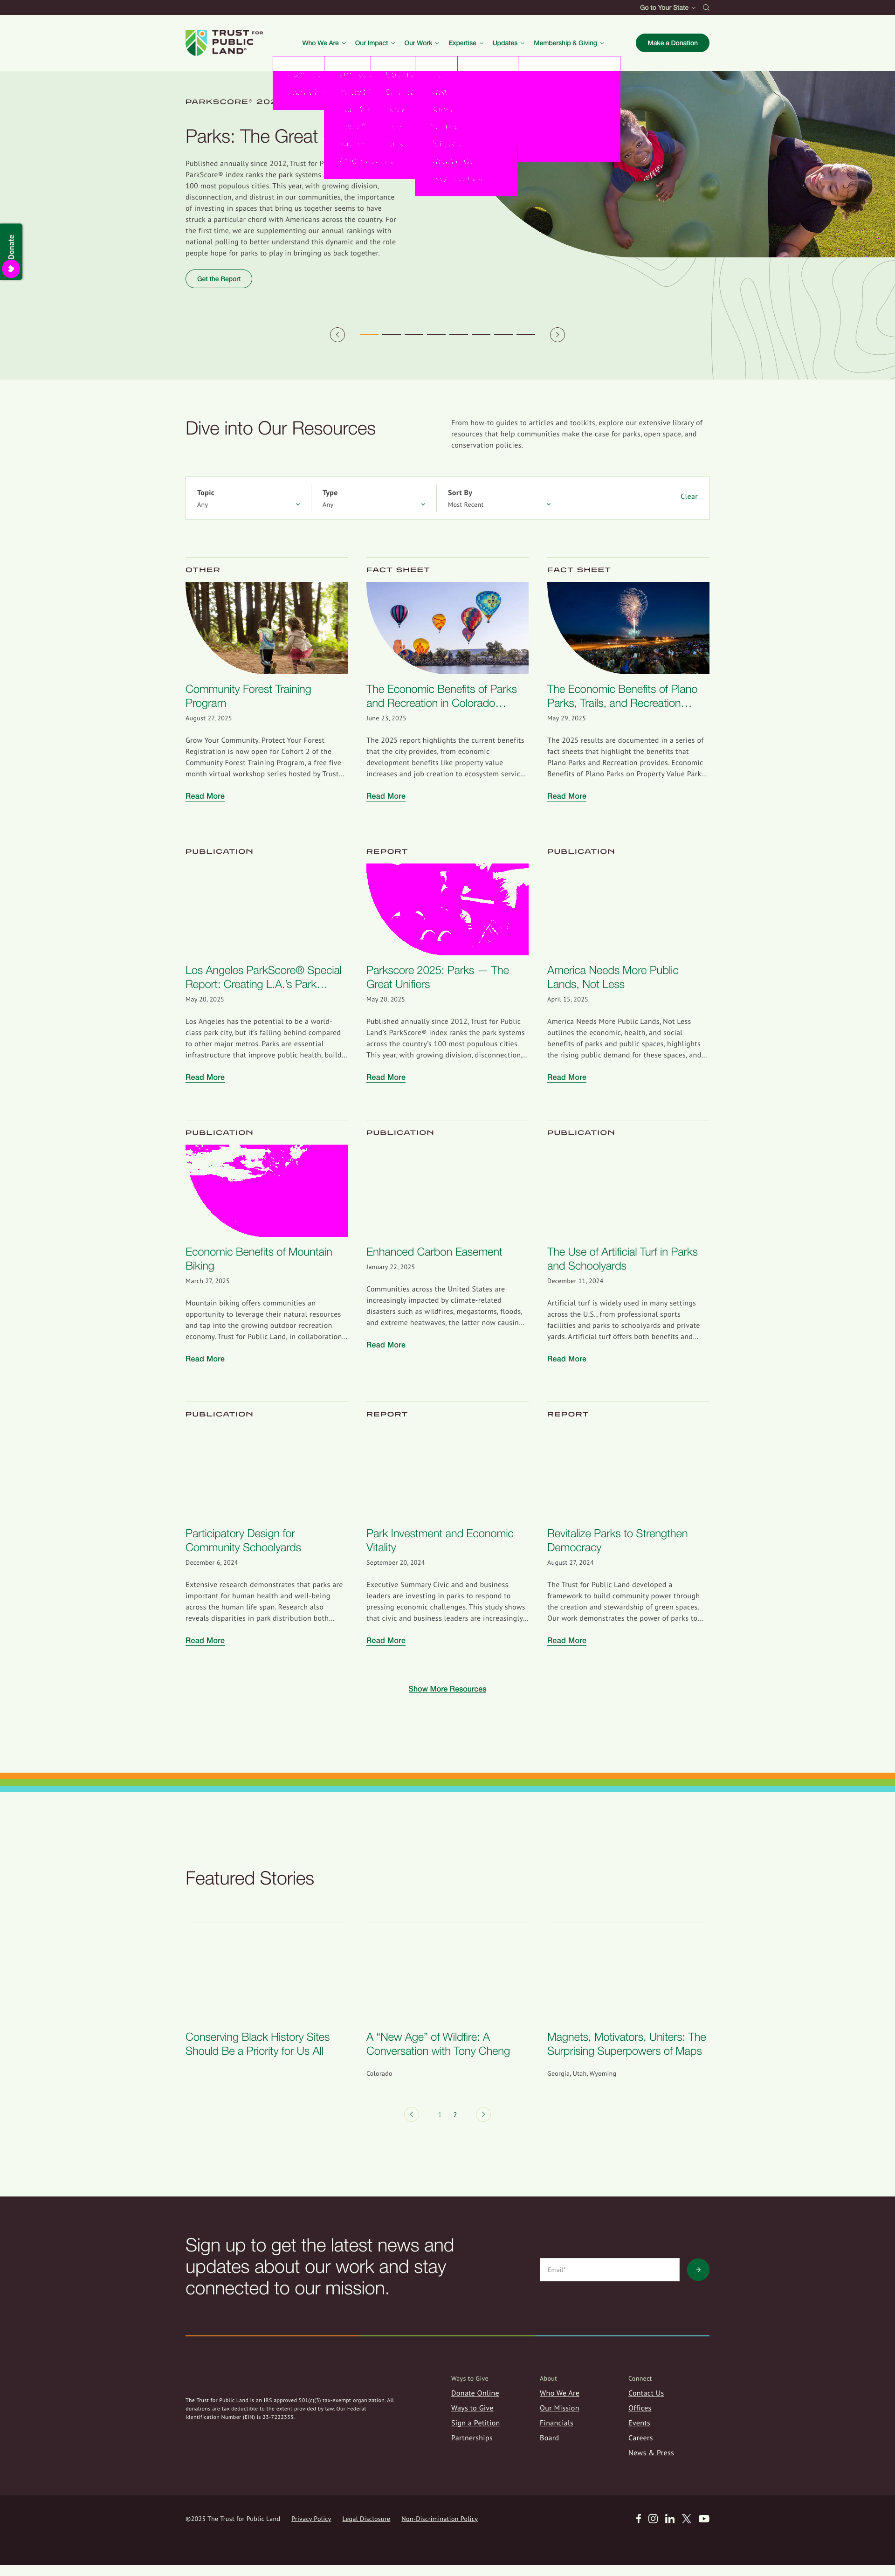 Go to Your State
TRUST FOR
PUBLIC
LAND
Who We Are
Our Impact
Our Work
Expertise
Updates
Membership & Giving
Make a Donation
PARKSCORE®
Parks: The Great
Published annually since 2012, Trust for
ParkScore® index ranks the park systems
100 most populous cities. This year, with growing division,
disconnection, and distrust in our communities, the importance
of investing in spaces that bring us together seems to have
struck a particular chord with Americans across the country. For
the first time, we are supplementing our annual rankings with
national polling to better understand this dynamic and the role
people hope for parks to play in bringing us back together.
Get the Report
Donate
Dive into Our Resources
From how-to guides to articles and toolkits, explore our extensive library of
resources that help communities make the case for parks, open space, and
conservation policies.
Topic
Any
Type
Any
Sort By
Most Recent
Clear
OTHER
Community Forest Training
Program
August 27, 2025
Grow Your Community. Protect Your Forest
Registration is now open for Cohort 2 of the
Community Forest Training Program, a free five-
month virtual workshop series hosted by Trust...
Read More
FACT SHEET
The Economic Benefits of Parks
and Recreation in Colorado…
June 23, 2025
The 2025 report highlights the current benefits
that the city provides, from economic
development benefits like property value
increases and job creation to ecosystem servic...
Read More
FACT SHEET
The Economic Benefits of Plano
Parks, Trails, and Recreation…
May 29, 2025
The 2025 results are documented in a series of
fact sheets that highlight the benefits that
Plano Parks and Recreation provides. Economic
Benefits of Plano Parks on Property Value Park...
Read More
PUBLICATION
Los Angeles ParkScore® Special
Report: Creating L.A.’s Park…
May 20, 2025
Los Angeles has the potential to be a world-
class park city, but it’s falling behind compared
to other major metros. Parks are essential
infrastructure that improve public health, build...
Read More
REPORT
Parkscore 2025: Parks — The
Great Unifiers
May 20, 2025
Published annually since 2012, Trust for Public
Land’s ParkScore® index ranks the park systems
across the country’s 100 most populous cities.
This year, with growing division, disconnection,...
Read More
PUBLICATION
America Needs More Public
Lands, Not Less
April 15, 2025
America Needs More Public Lands, Not Less
outlines the economic, health, and social
benefits of parks and public spaces, highlights
the rising public demand for these spaces, and...
Read More
PUBLICATION
Economic Benefits of Mountain
Biking
March 27, 2025
Mountain biking offers communities an
opportunity to leverage their natural resources
and tap into the growing outdoor recreation
economy. Trust for Public Land, in collaboration...
Read More
PUBLICATION
Enhanced Carbon Easement
January 22, 2025
Communities across the United States are
increasingly impacted by climate-related
disasters such as wildfires, megastorms, floods,
and extreme heatwaves, the latter now causin...
Read More
PUBLICATION
The Use of Artificial Turf in Parks
and Schoolyards
December 11, 2024
Artificial turf is widely used in many settings
across the U.S., from professional sports
facilities and parks to schoolyards and private
yards. Artificial turf offers both benefits and...
Read More
PUBLICATION
Participatory Design for
Community Schoolyards
December 6, 2024
Extensive research demonstrates that parks are
important for human health and well-being
across the human life span. Research also
reveals disparities in park distribution both...
Read More
REPORT
Park Investment and Economic
Vitality
September 20, 2024
Executive Summary Civic and and business
leaders are investing in parks to respond to
pressing economic challenges. This study shows
that civic and business leaders are increasingly...
Read More
REPORT
Revitalize Parks to Strengthen
Democracy
August 27, 2024
The Trust for Public Land developed a
framework to build community power through
the creation and stewardship of green spaces.
Our work demonstrates the power of parks to...
Read More
Show More Resources
Featured Stories
Conserving Black History Sites
Should Be a Priority for Us All
A “New Age” of Wildfire: A
Conversation with Tony Cheng
Colorado
Magnets, Motivators, Uniters: The
Surprising Superpowers of Maps
Georgia, Utah, Wyoming
1 2
Sign up to get the latest news and
updates about our work and stay
connected to our mission.
Email*
The Trust for Public Land is an IRS approved 501(c)(3) tax-exempt organization. All
donations are tax deductible to the extent provided by law. Our Federal
Identification Number (EIN) is 23-7222333.
Ways to Give
Donate Online
Ways to Give
Sign a Petition
Partnerships
About
Who We Are
Our Mission
Financials
Board
Connect
Contact Us
Offices
Events
Careers
News & Press
©2025 The Trust for Public Land
Privacy Policy
Legal Disclosure
Non-Discrimination Policy